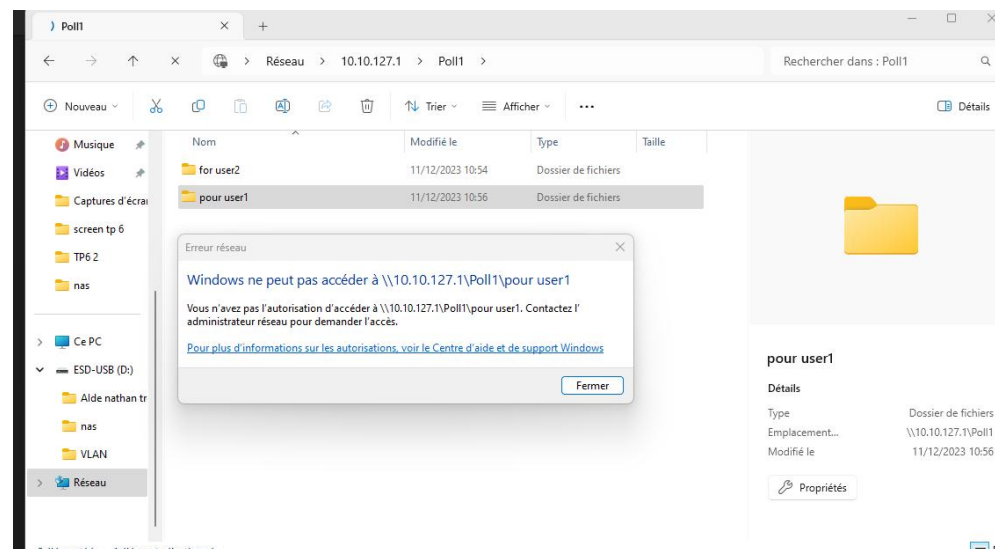 Poll1
Réseau > 10.10.127.1 > Poll1 >
Rechercher dans : Poll1
Nouveau
Trier
Afficher
Détails
Musique
Vidéos
Captures d'écrai
screen tp 6
TP6 2
nas
Ce PC
ESD-USB (D:)
Alde nathan tr
nas
VLAN
Réseau
Nom Modifié le Type Taille
for user2 11/12/2023 10:54 Dossier de fichiers
pour user1 11/12/2023 10:56 Dossier de fichiers
Erreur réseau
Windows ne peut pas accéder à \\10.10.127.1\Poll1\pour user1
Vous n'avez pas l'autorisation d'accéder à \\10.10.127.1\Poll1\pour user1. Contactez l'
administrateur réseau pour demander l'accès.
Pour plus d'informations sur les autorisations, voir le Centre d'aide et de support Windows
Fermer
pour user1
Détails
Type Dossier de fichiers
Emplacement... \\10.10.127.1\Poll1
Modifié le 11/12/2023 10:56
Propriétés